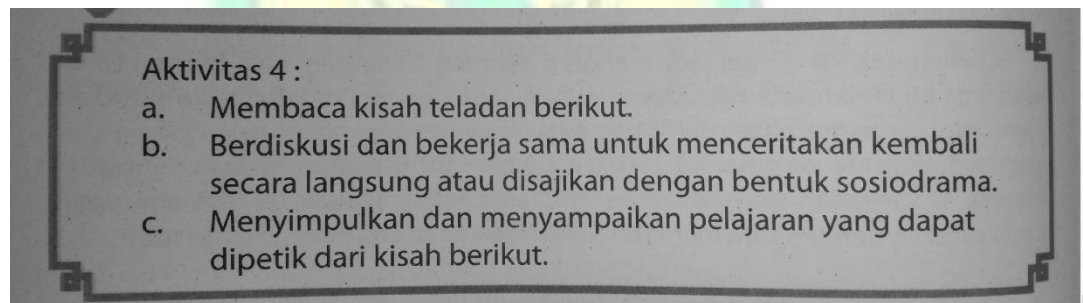 Aktivitas 4 :
a. Membaca kisah teladan berikut.
b. Berdiskusi dan bekerja sama untuk menceritakan kembali
secara langsung atau disajikan dengan bentuk sosiodrama.
c. Menyimpulkan dan menyampaikan pelajaran yang dapat
dipetik dari kisah berikut.